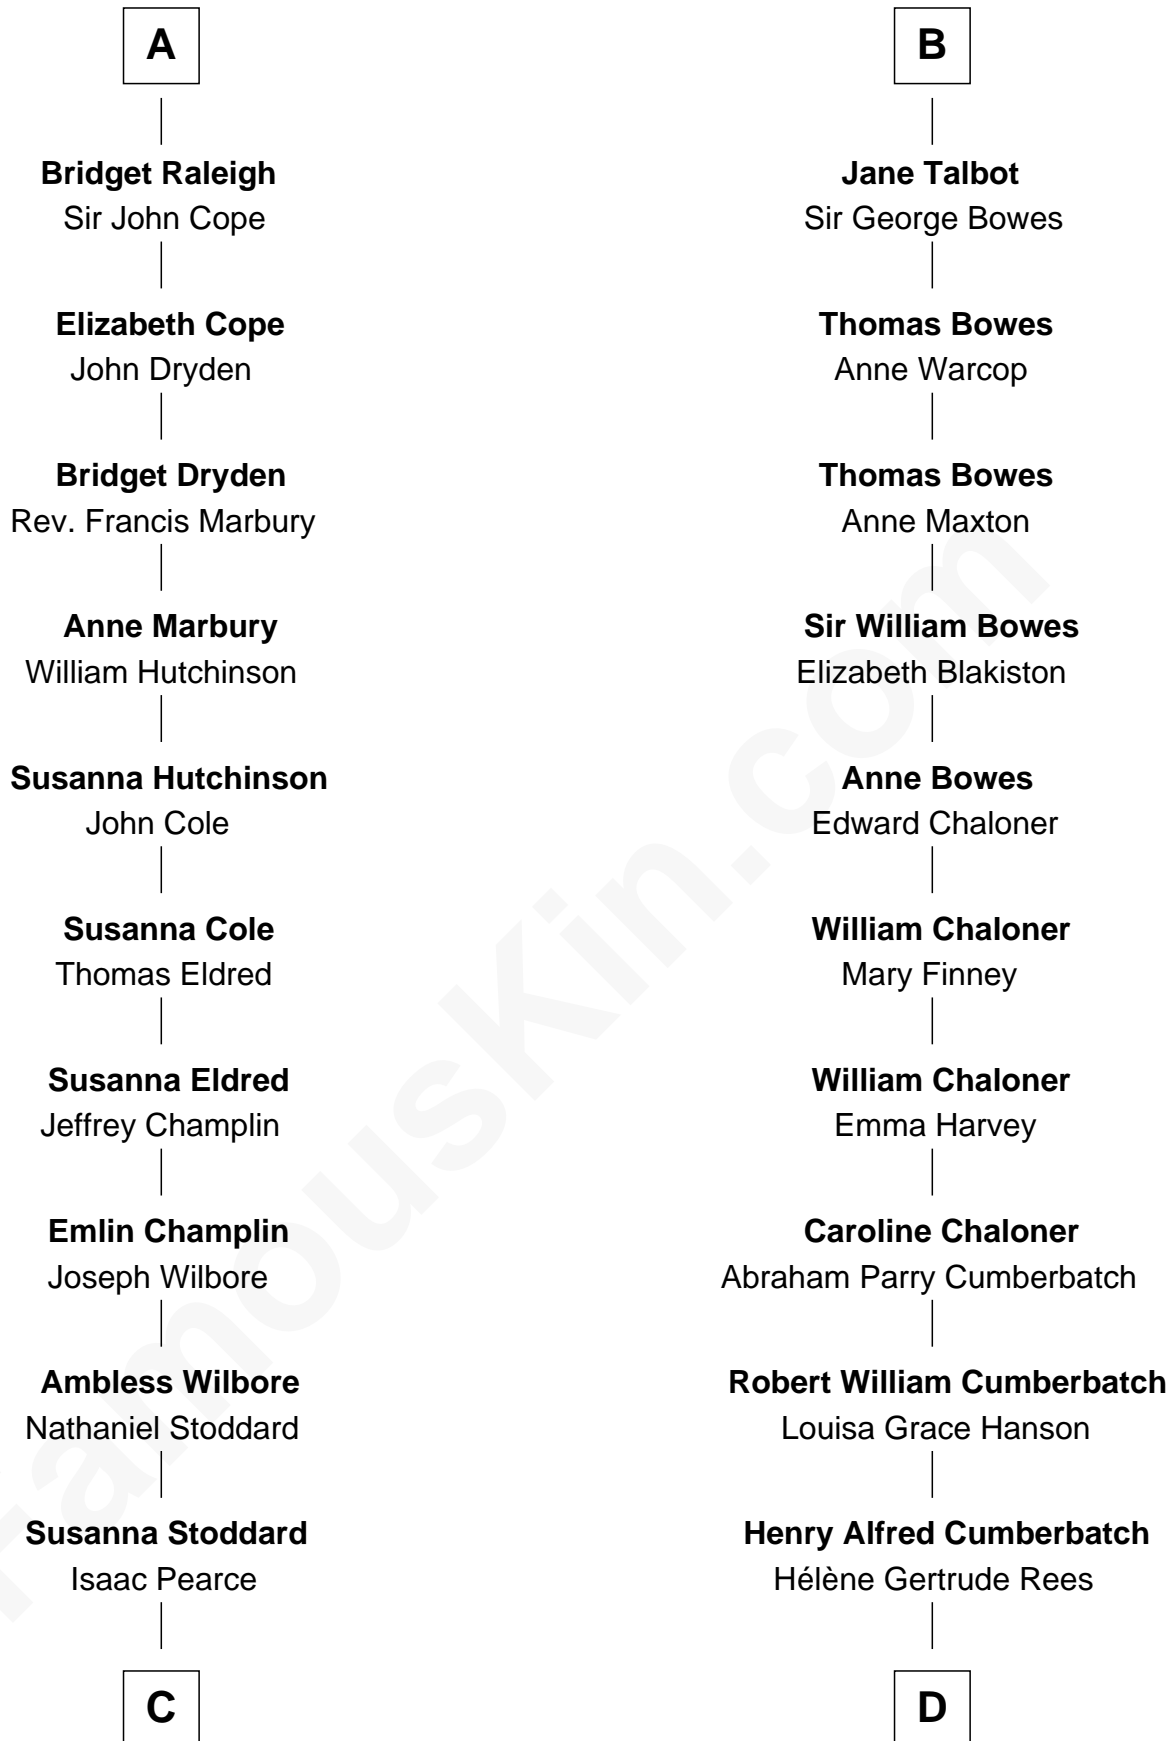 A
Bridget Raleigh
Sir John Cope
Elizabeth Cope
John Dryden
Bridget Dryden
Rev. Francis Marbury
Anne Marbury
William Hutchinson
Susanna Hutchinson
John Cole
Susanna Cole
Thomas Eldred
Susanna Eldred
Jeffrey Champlin
Emlin Champlin
Joseph Wilbore
Ambless Wilbore
Nathaniel Stoddard
Susanna Stoddard
Isaac Pearce
C
B
Jane Talbot
Sir George Bowes
Thomas Bowes
Anne Warcop
Thomas Bowes
Anne Maxton
Sir William Bowes
Elizabeth Blakiston
Anne Bowes
Edward Chaloner
William Chaloner
Mary Finney
William Chaloner
Emma Harvey
Caroline Chaloner
Abraham Parry Cumberbatch
Robert William Cumberbatch
Louisa Grace Hanson
Henry Alfred Cumberbatch
Hélène Gertrude Rees
D
FamousKin.com